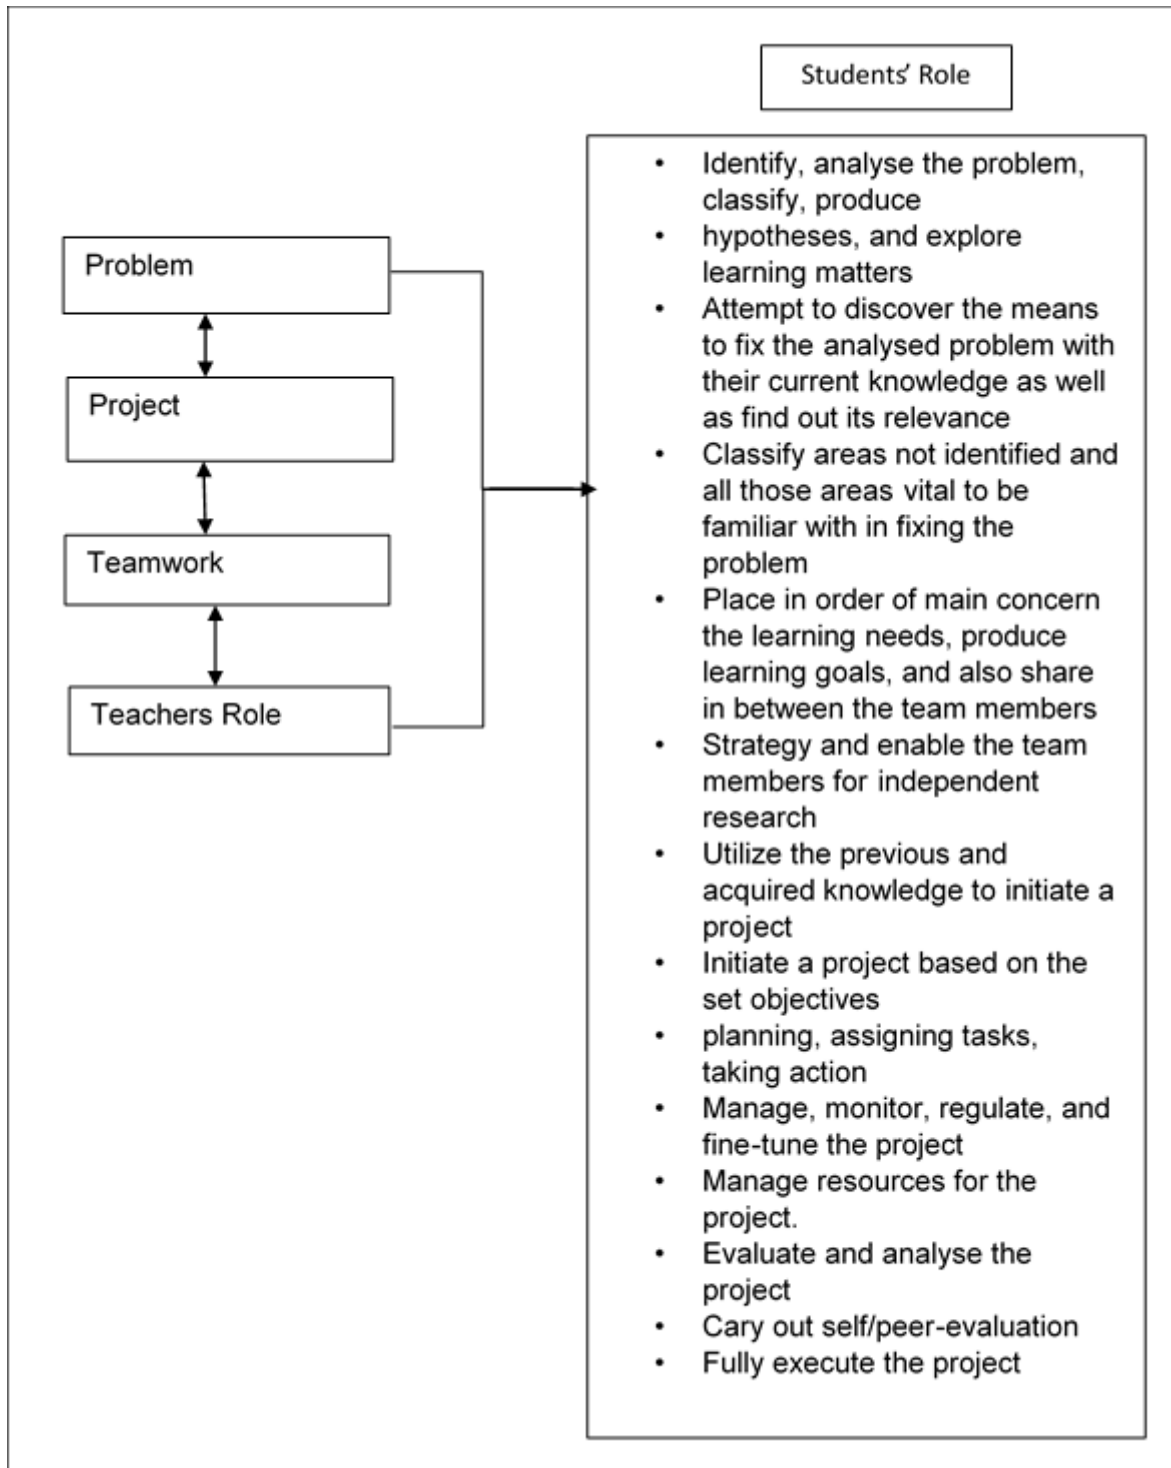 Students' Role
Problem
Project
Teamwork
Teachers Role
• Identify, analyse the problem,
classify, produce
• hypotheses, and explore
learning matters
• Attempt to discover the means
to fix the analysed problem with
their current knowledge as well
as find out its relevance
• Classify areas not identified and
all those areas vital to be
familiar with in fixing the
problem
• Place in order of main concern
the learning needs, produce
learning goals, and also share
in between the team members
• Strategy and enable the team
members for independent
research
• Utilize the previous and
acquired knowledge to initiate a
project
• Initiate a project based on the
set objectives
• planning, assigning tasks,
taking action
• Manage, monitor, regulate, and
fine-tune the project
• Manage resources for the
project.
• Evaluate and analyse the
project
• Cary out self/peer-evaluation
• Fully execute the project